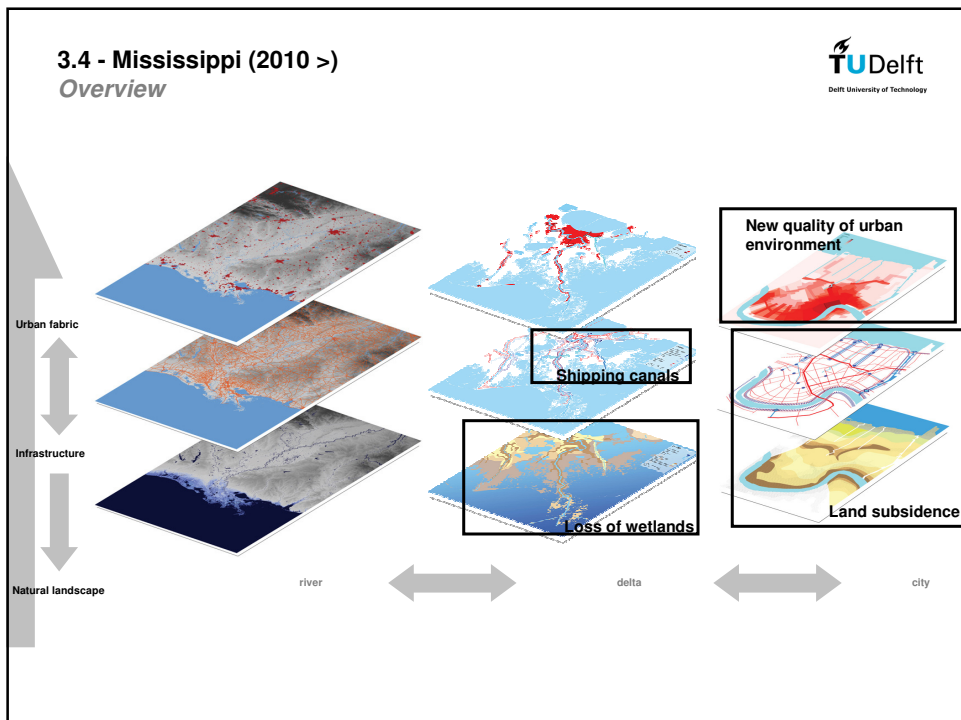 3.4 - Mississippi (2010 >)
Overview
TUDelft
Delft University of Technology
New quality of urban
environment
Urban fabric
Shipping canals
Infrastructure
Loss of wetlands
Land subsidence
Natural landscape
river
delta
city